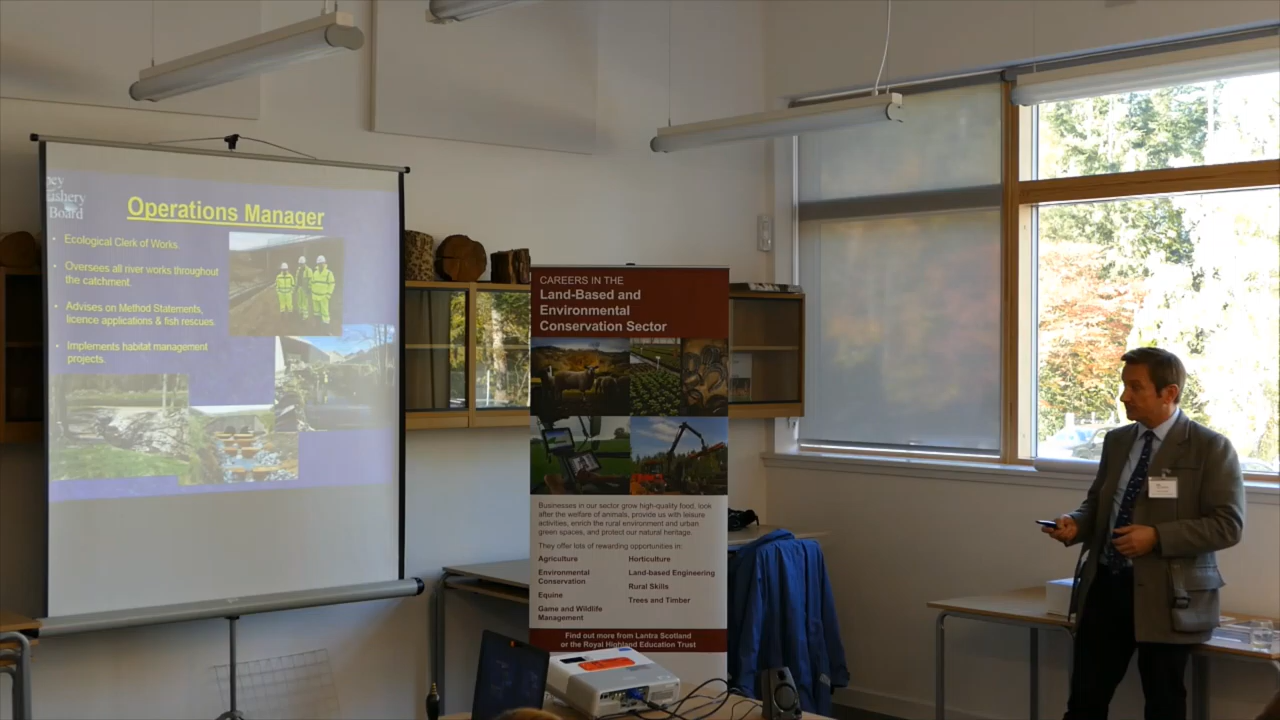 pey
ishery
Board
Operations Manager
• Ecological Clerk of Works.
• Oversees all river works throughout
the catchment.
• Advises on Method Statements,
licence applications & fish rescues.
• Implements habitat management
projects.
CAREERS IN THE
Land-Based and
Environmental
Conservation Sector
Businesses in our sector grow high-quality food, look
after the welfare of animals, provide us with leisure
activities, enrich the rural environment and urban
green spaces, and protect our natural heritage.
They offer lots of rewarding opportunities in:
Agriculture
Environmental
Conservation
Equine
Game and Wildlife
Management
Horticulture
Land-based Engineering
Rural Skills
Trees and Timber
Find out more from Lantra Scotland
or the Royal Highland Education Trust